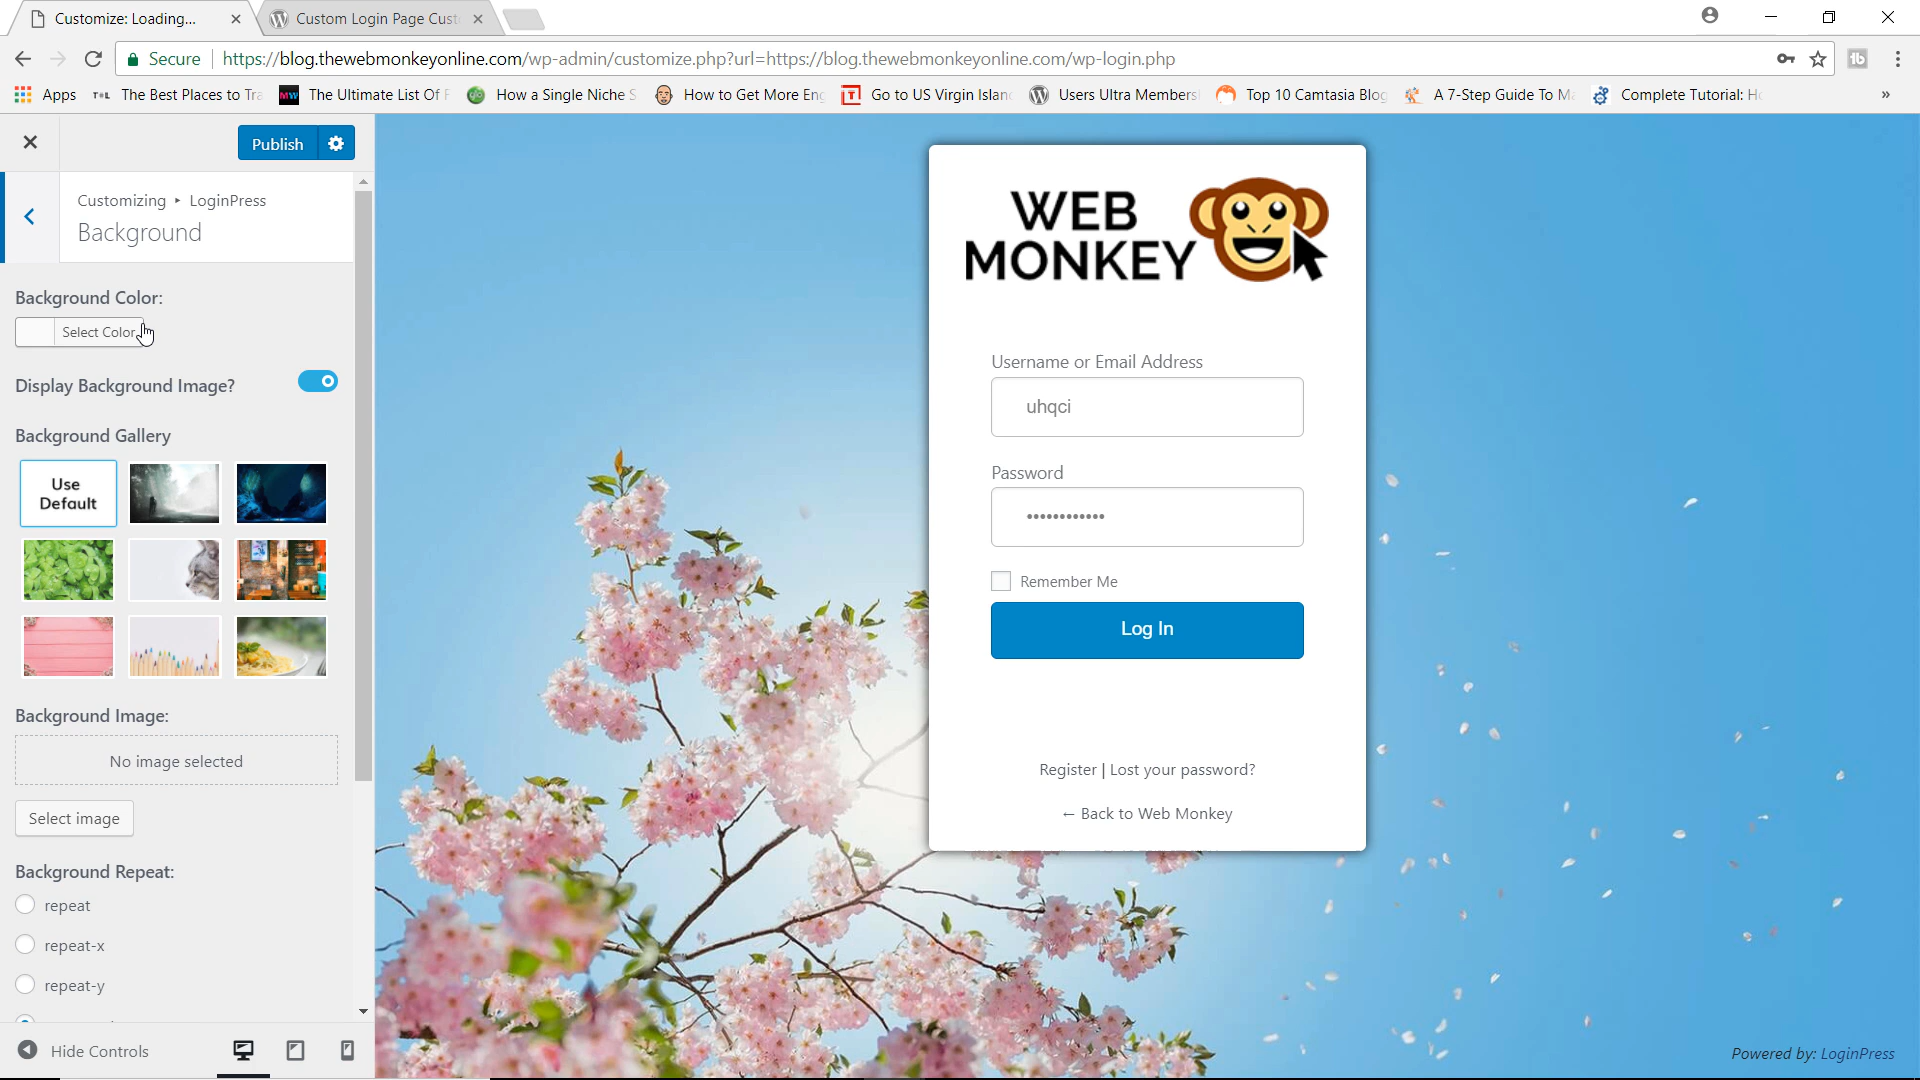 Customize: Loading...
Custom Login Page Cust
Secure
https://blog.thewebmonkeyonline.com/wp-admin/customize.php?url=https://blog.thewebmonkeyonline.com/wp-login.php
Apps
T*L
The Best Places to Tra
MW
The Ultimate List Of F
How a Single Niche S
How to Get More Eng
Go to US Virgin Islan
Users Ultra Members
Top 10 Camtasia Blog
A 7-Step Guide To Ma
Complete Tutorial: Ho
»
Publish
Customizing ▸ LoginPress
Background
Background Color:
Select Color
Display Background Image?
Background Gallery
Use
Default
Background Image:
No image selected
Select image
Background Repeat:
repeat
repeat-x
repeat-y
Hide Controls
WEB
MONKEY
Username or Email Address
uhqci
Password
••••••••••••
Remember Me
Log In
Register | Lost your password?
← Back to Web Monkey
Powered by: LoginPress